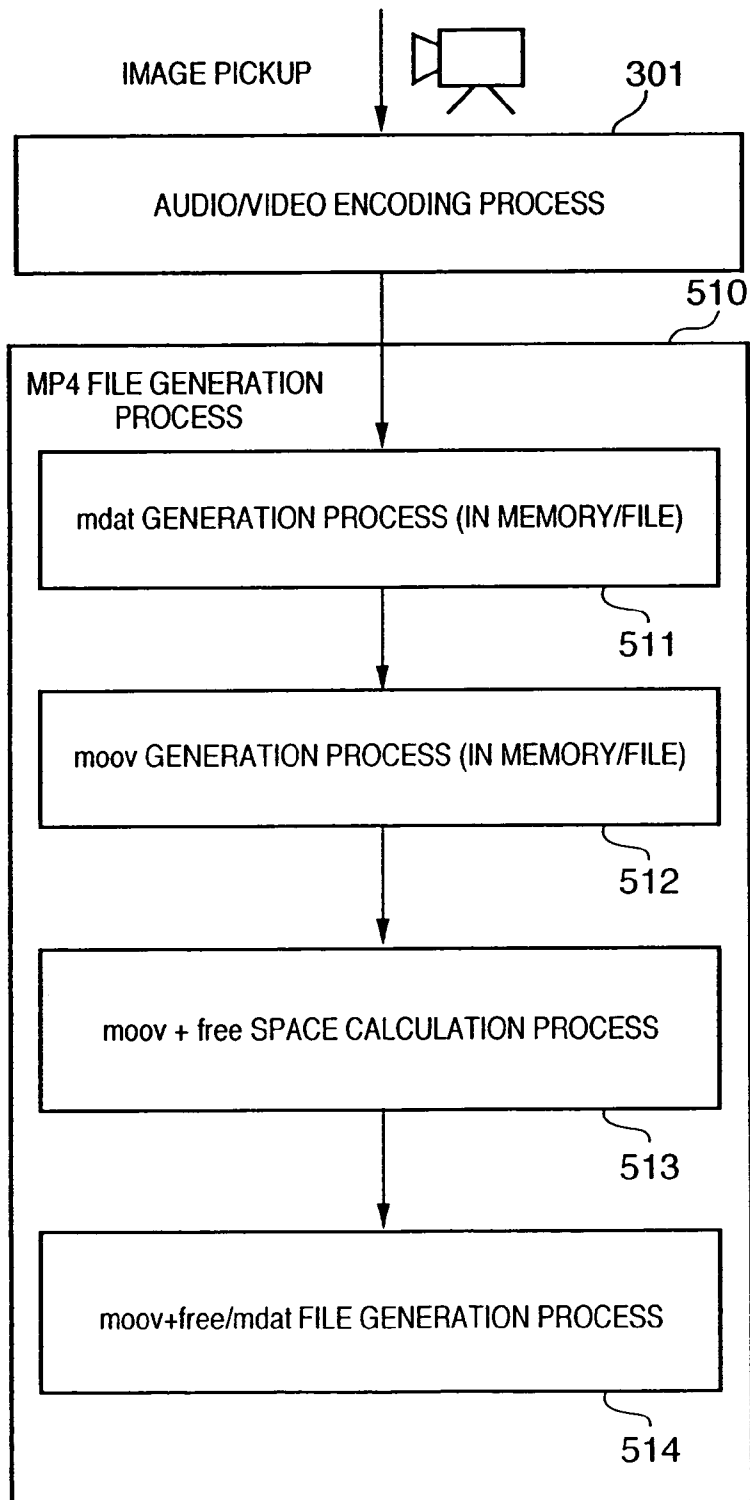 IMAGE PICKUP
301
AUDIO/VIDEO ENCODING PROCESS
510
MP4 FILE GENERATION
PROCESS
mdat GENERATION PROCESS (IN MEMORY/FILE)
511
moov GENERATION PROCESS (IN MEMORY/FILE)
512
moov + free SPACE CALCULATION PROCESS
513
moov+free/mdat FILE GENERATION PROCESS
514